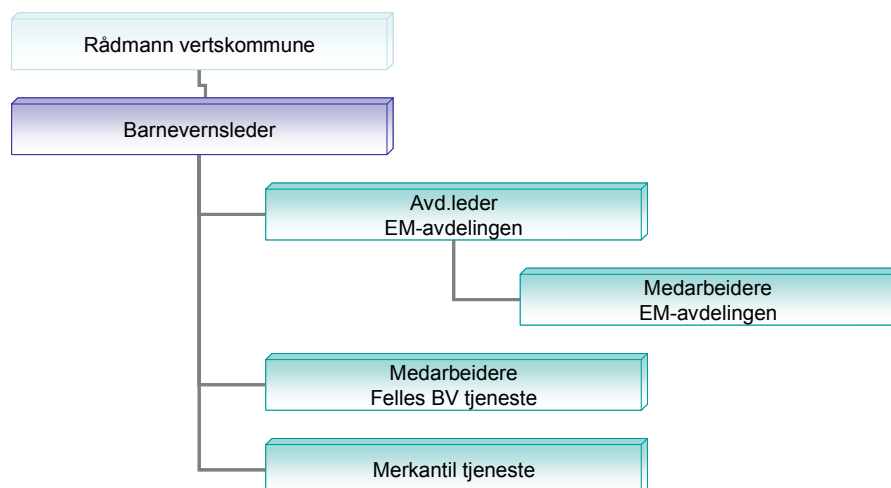 Rådmann vertskommune
Barnevernsleder
Avd.leder
EM-avdelingen
Medarbeidere
EM-avdelingen
Medarbeidere
Felles BV tjeneste
Merkantil tjeneste